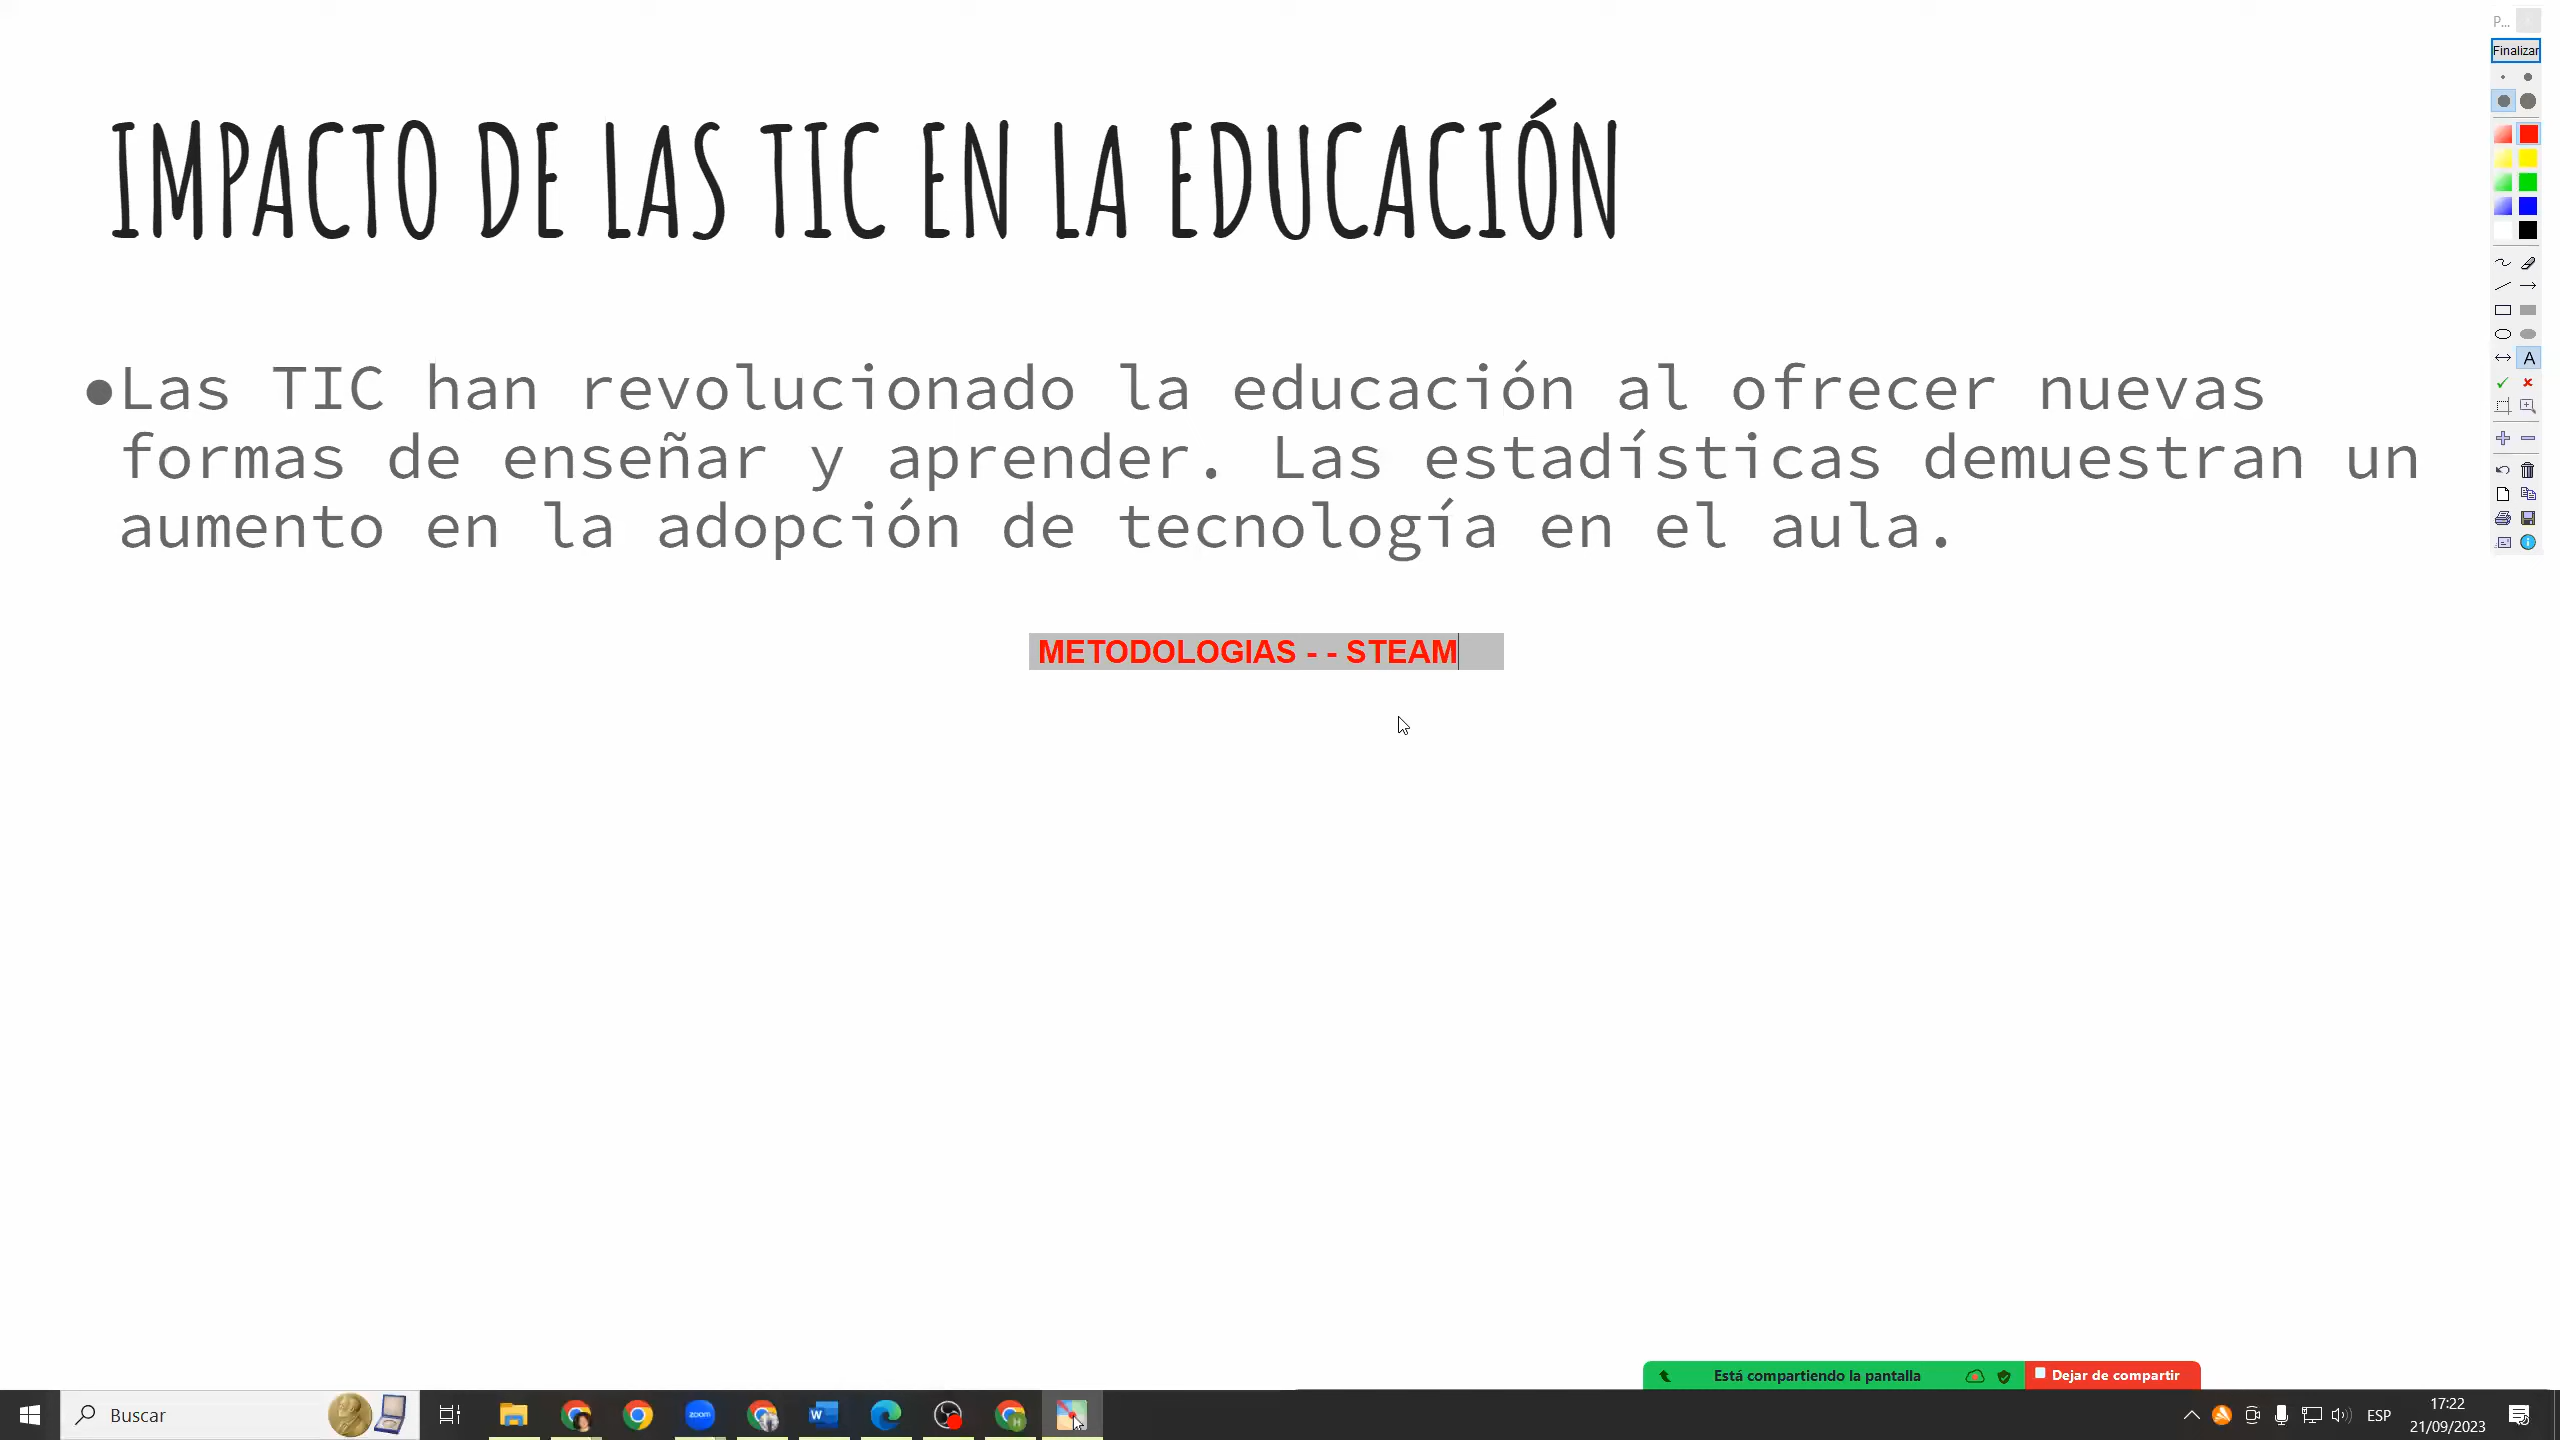 P...
Finalizar
IMPACTO DE LAS TIC EN LA EDUCACIÓN
•Las TIC han revolucionado la educación al ofrecer nuevas
formas de enseñar y aprender. Las estadísticas demuestran un
aumento en la adopción de tecnología en el aula.
METODOLOGIAS - - STEAM
A
Está compartiendo la pantalla
Dejar de compartir
Buscar
zoom
W
H
ESP
17:22
21/09/2023